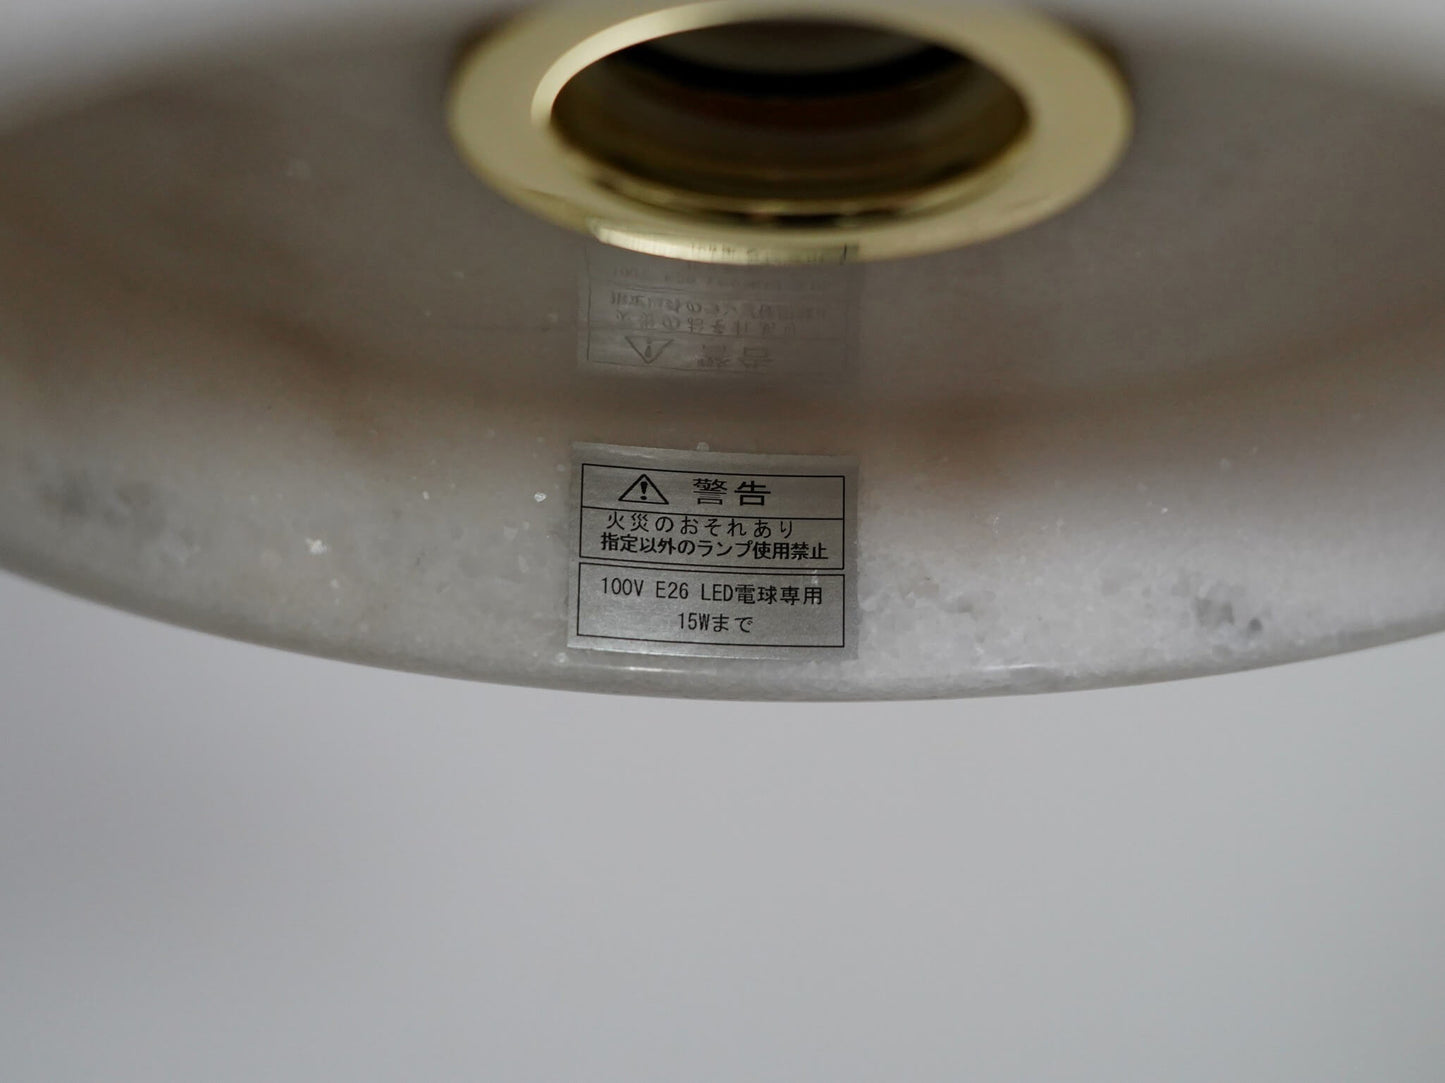 警告
火災のおそれあり
指定以外のランプ使用禁止
100V E26 LED電球専用
15Wまで